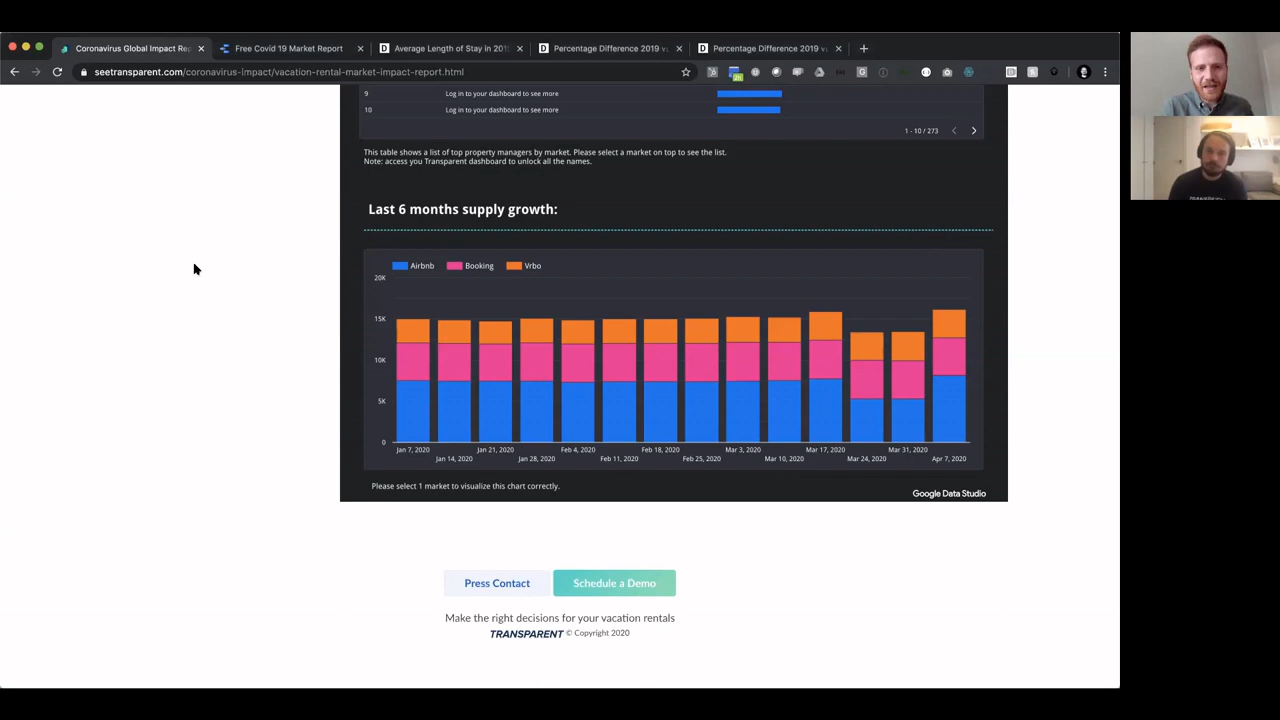 Coronavirus Global Impact Rep
Free Covid 19 Market Report
Average Length of Stay in 201
Percentage Difference 2019 v
Percentage Difference 2019 v
seetransparent.com/coronavirus-impact/vacation-rental-market-impact-report.html
9 Log in to your dashboard to see more
10 Log in to your dashboard to see more
1 - 10 / 273
This table shows a list of top property managers by market. Please select a market on top to see the list.
Note: access you Transparent dashboard to unlock all the names.
Last 6 months supply growth:
Airbnb Booking Vrbo
20K
15K
10K
5K
0
Jan 7, 2020 Jan 21, 2020 Feb 4, 2020 Feb 18, 2020 Mar 3, 2020 Mar 17, 2020 Mar 31, 2020
Jan 14, 2020 Jan 28, 2020 Feb 11, 2020 Feb 25, 2020 Mar 10, 2020 Mar 24, 2020 Apr 7, 2020
Please select 1 market to visualize this chart correctly.
Google Data Studio
Press Contact Schedule a Demo
Make the right decisions for your vacation rentals
TRANSPARENT © Copyright 2020